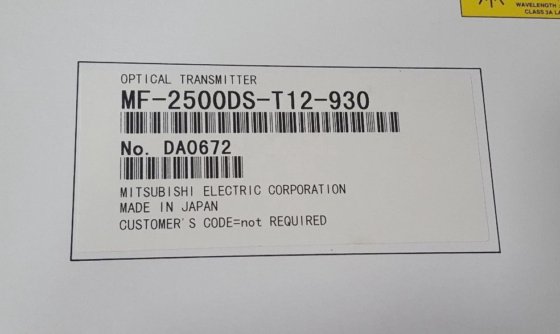 WAVELENGTH
CLASS 3A LA
OPTICAL TRANSMITTER
MF-2500DS-T12-930
No. DA0672
MITSUBISHI ELECTRIC CORPORATION
MADE IN JAPAN
CUSTOMER'S CODE=not REQUIRED